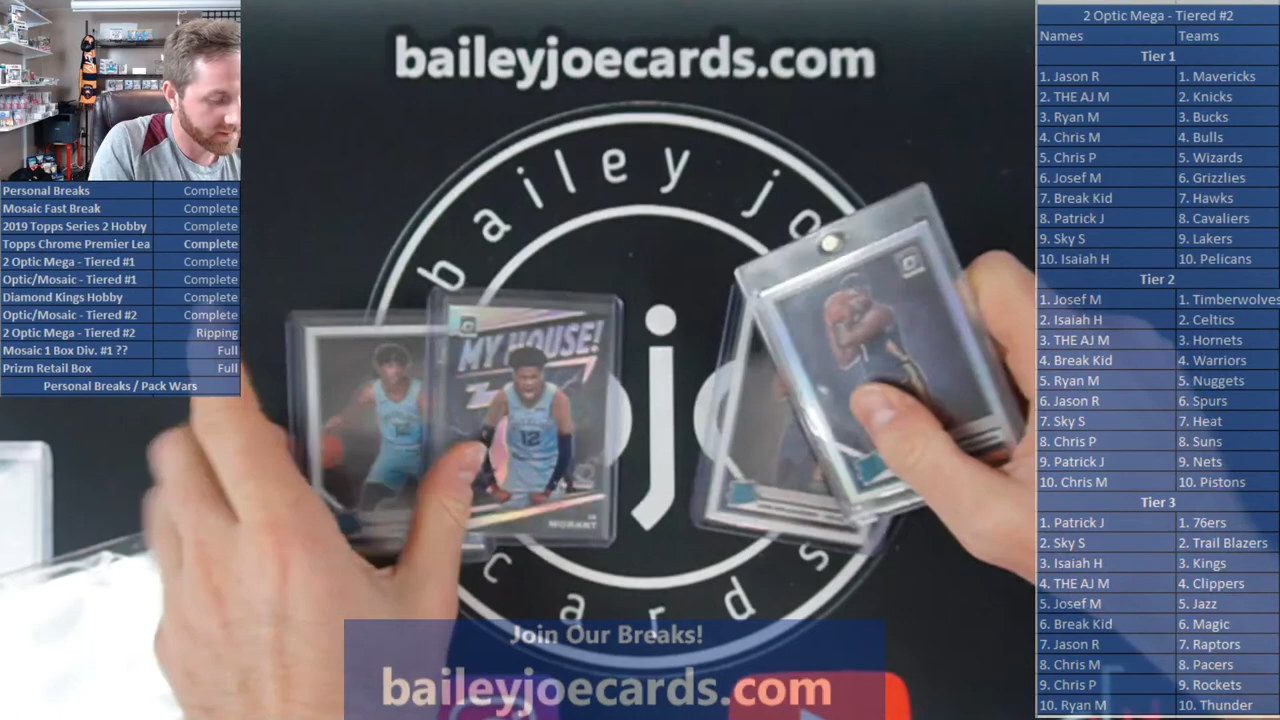 baileyjoecards.com
bailey jo
j
cards
MY HOUSE!
12
12
MORANT
Join Our Breaks!
baileyjoecards.com
Personal Breaks Complete
Mosaic Fast Break Complete
2019 Topps Series 2 Hobby Complete
Topps Chrome Premier Lea Complete
2 Optic Mega - Tiered #1 Complete
Optic/Mosaic - Tiered #1 Complete
Diamond Kings Hobby Complete
Optic/Mosaic - Tiered #2 Complete
2 Optic Mega - Tiered #2 Ripping
Mosaic 1 Box Div. #1 ?? Full
Prizm Retail Box Full
Personal Breaks / Pack Wars
2 Optic Mega - Tiered #2
Names Teams
Tier 1
1. Jason R 1. Mavericks
2. THE AJ M 2. Knicks
3. Ryan M 3. Bucks
4. Chris M 4. Bulls
5. Chris P 5. Wizards
6. Josef M 6. Grizzlies
7. Break Kid 7. Hawks
8. Patrick J 8. Cavaliers
9. Sky S 9. Lakers
10. Isaiah H 10. Pelicans
Tier 2
1. Josef M 1. Timberwolves
2. Isaiah H 2. Celtics
3. THE AJ M 3. Hornets
4. Break Kid 4. Warriors
5. Ryan M 5. Nuggets
6. Jason R 6. Spurs
7. Sky S 7. Heat
8. Chris P 8. Suns
9. Patrick J 9. Nets
10. Chris M 10. Pistons
Tier 3
1. Patrick J 1. 76ers
2. Sky S 2. Trail Blazers
3. Isaiah H 3. Kings
4. THE AJ M 4. Clippers
5. Josef M 5. Jazz
6. Break Kid 6. Magic
7. Jason R 7. Raptors
8. Chris M 8. Pacers
9. Chris P 9. Rockets
10. Ryan M 10. Thunder